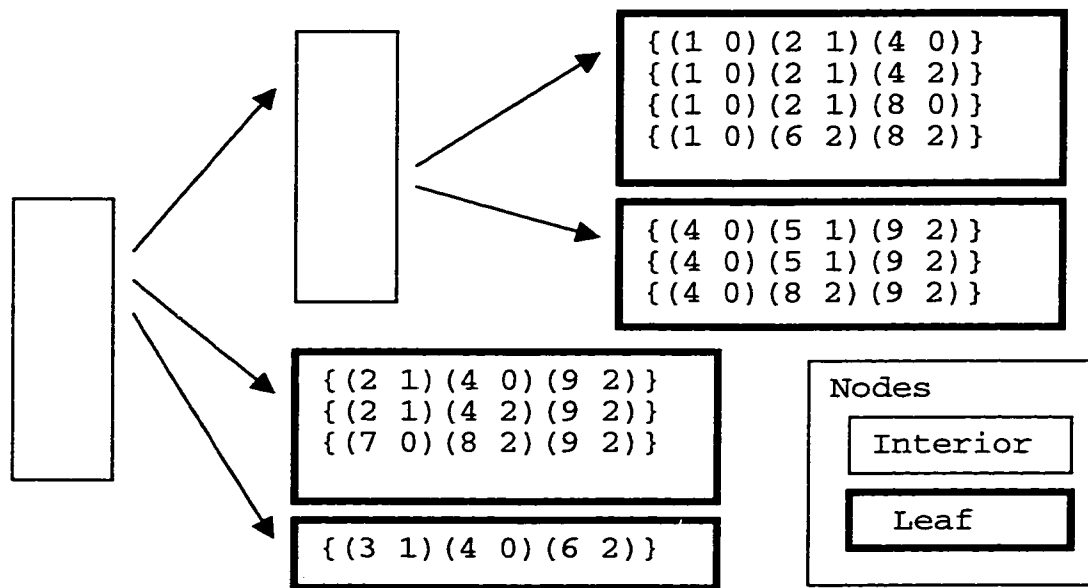 {(1 0)(2 1)(4 0)}
{(1 0)(2 1)(4 2)}
{(1 0)(2 1)(8 0)}
{(1 0)(6 2)(8 2)}
{(4 0)(5 1)(9 2)}
{(4 0)(5 1)(9 2)}
{(4 0)(8 2)(9 2)}
{(2 1)(4 0)(9 2)}
{(2 1)(4 2)(9 2)}
{(7 0)(8 2)(9 2)}
{(3 1)(4 0)(6 2)}
Nodes
Interior
Leaf